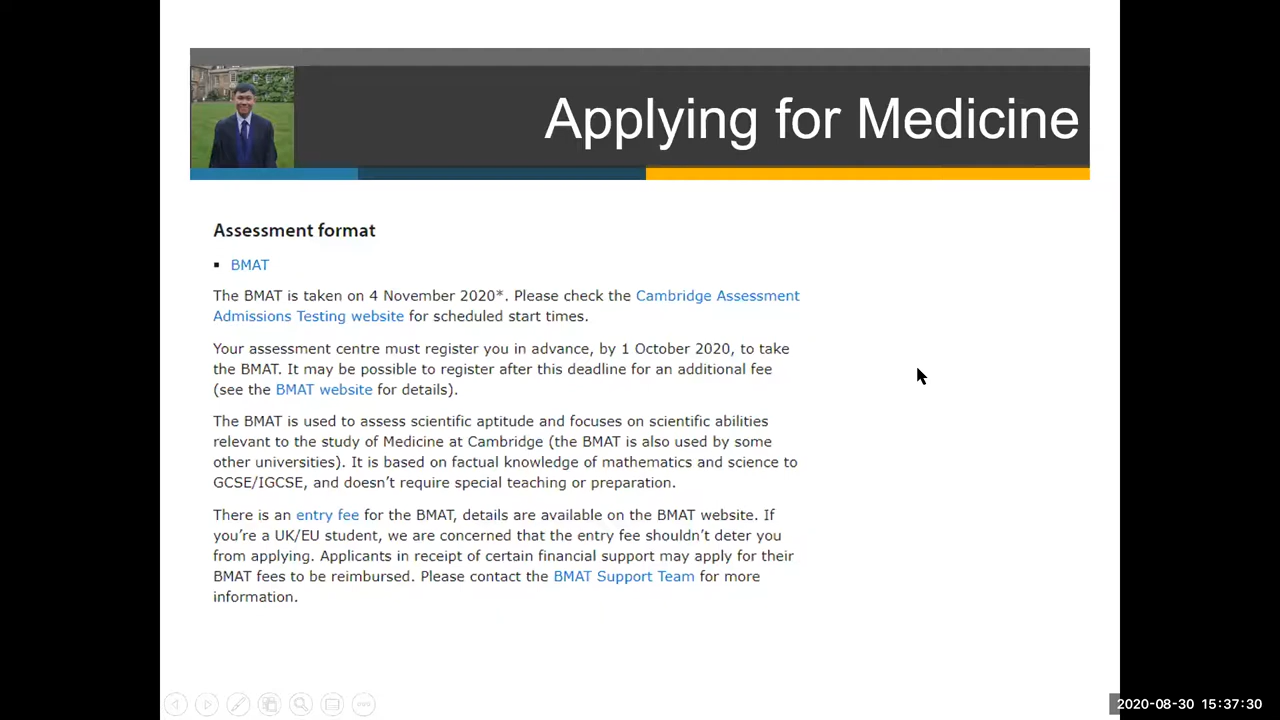 Applying for Medicine
Assessment format
▪ BMAT
The BMAT is taken on 4 November 2020*. Please check the Cambridge Assessment
Admissions Testing website for scheduled start times.
Your assessment centre must register you in advance, by 1 October 2020, to take
the BMAT. It may be possible to register after this deadline for an additional fee
(see the BMAT website for details).
The BMAT is used to assess scientific aptitude and focuses on scientific abilities
relevant to the study of Medicine at Cambridge (the BMAT is also used by some
other universities). It is based on factual knowledge of mathematics and science to
GCSE/IGCSE, and doesn’t require special teaching or preparation.
There is an entry fee for the BMAT, details are available on the BMAT website. If
you’re a UK/EU student, we are concerned that the entry fee shouldn’t deter you
from applying. Applicants in receipt of certain financial support may apply for their
BMAT fees to be reimbursed. Please contact the BMAT Support Team for more
information.
2020-08-30 15:37:30